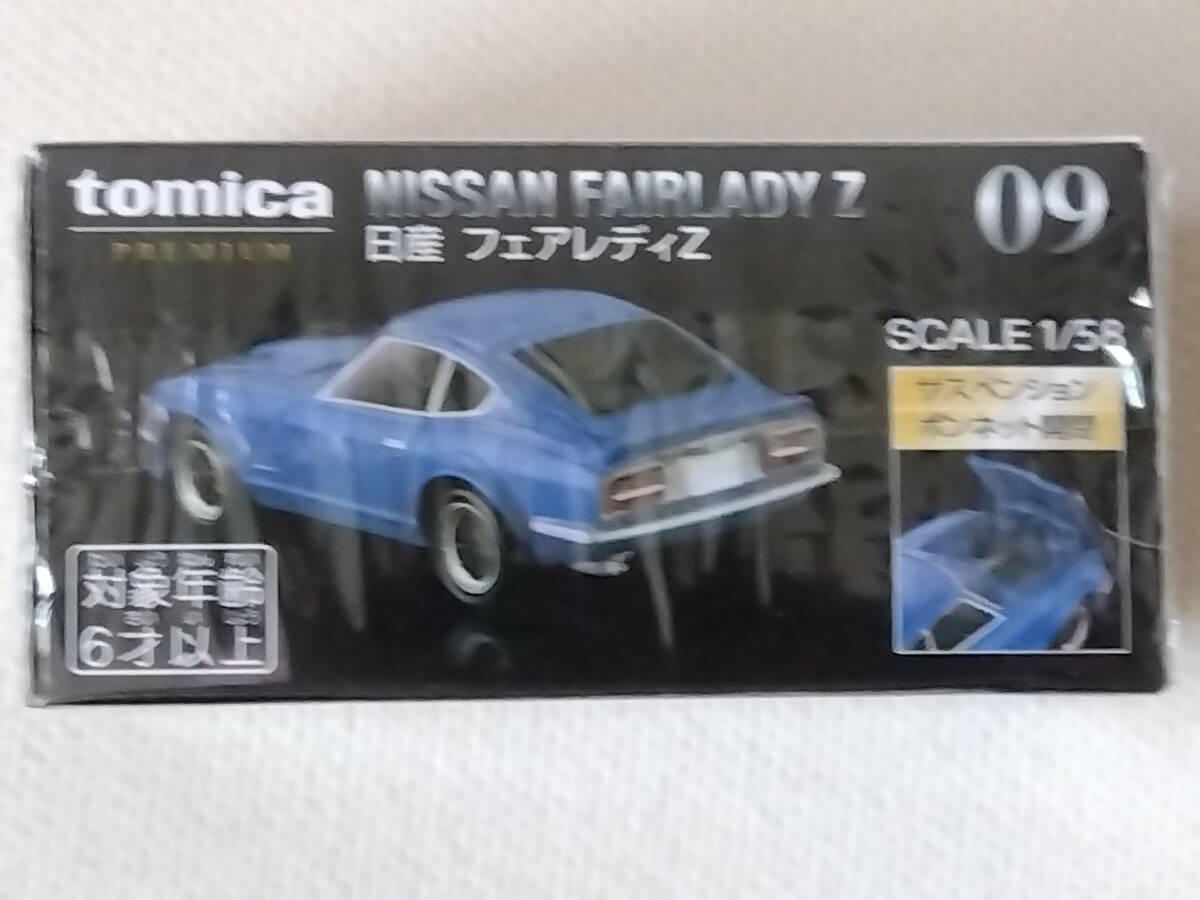 tomica
PREMIUM
NISSAN FAIRLADY Z
日産 フェアレディZ
09
SCALE 1/58
サスペンション
ボンネット開閉
対象年齢
6才以上